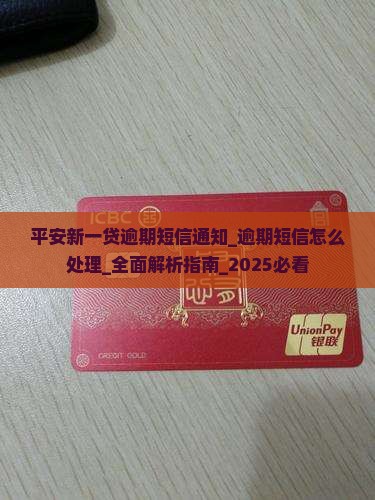 ICBC
平安新一贷逾期短信通知_逾期短信怎么
处理_全面解析指南_2025必看
UnionPay
银联
CREDIT GOLD